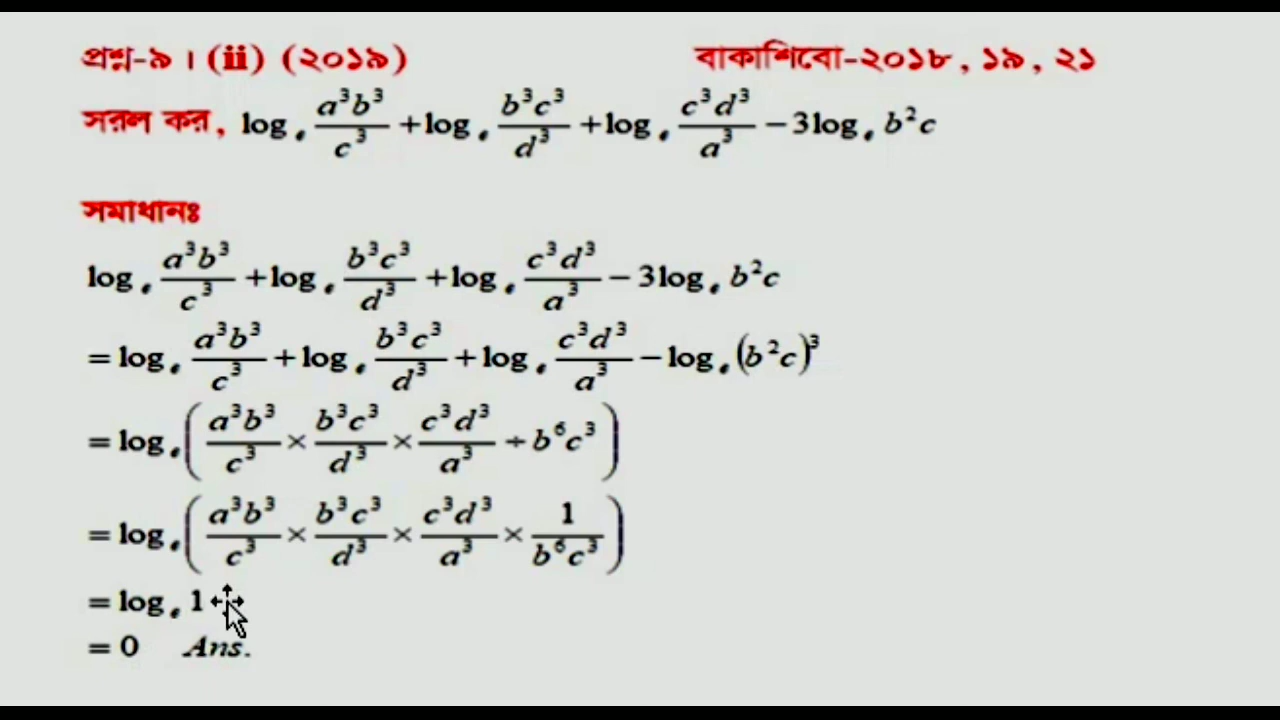 প্রশ্ন-৯ । (ii) (২০১৯) বাকাশিবো-২০১৮ , ১৯ , ২১
সরল কর, logₑ a³b³/c³ + logₑ b³c³/d³ + logₑ c³d³/a³ − 3logₑ b²c
সমাধানঃ
logₑ a³b³/c³ + logₑ b³c³/d³ + logₑ c³d³/a³ − 3logₑ b²c
= logₑ a³b³/c³ + logₑ b³c³/d³ + logₑ c³d³/a³ − logₑ (b²c)³
= logₑ (a³b³/c³ × b³c³/d³ × c³d³/a³ ÷ b⁶c³)
= logₑ (a³b³/c³ × b³c³/d³ × c³d³/a³ × 1/b⁶c³)
= logₑ 1
= 0 Ans.